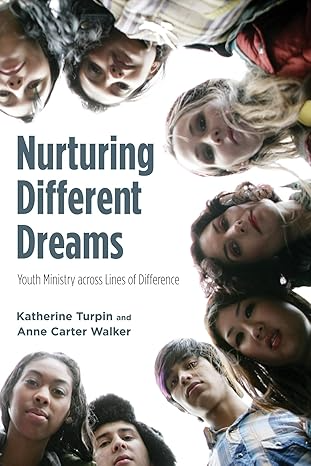 Nurturing
Different
Dreams
Youth Ministry across Lines of Difference
Katherine Turpin and
Anne Carter Walker